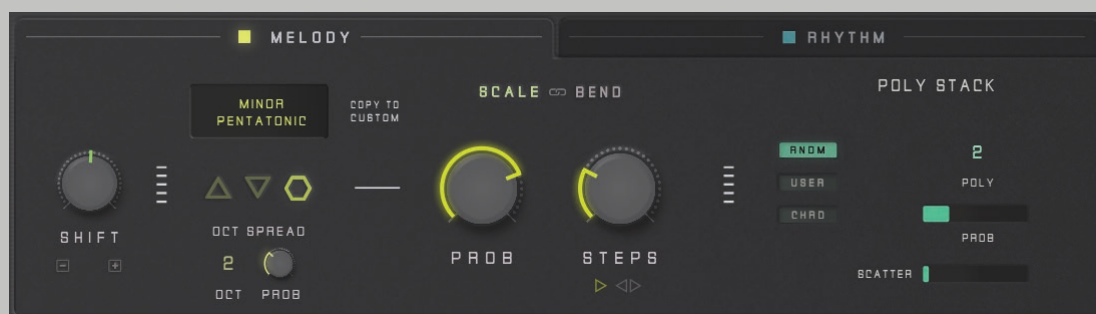 MELODY
RHYTHM
SCALE BEND
POLY STACK
MINOR
PENTATONIC
COPY TO
CUSTOM
RNDM
2
USER
POLY
CHRD
SHIFT
OCT SPREAD
PROB
STEPS
PROB
2
SCATTER
OCT PROB